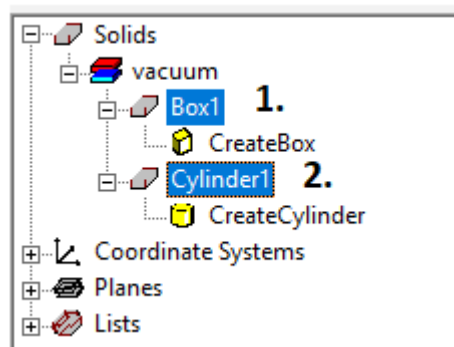 Solids
vacuum
Box1 1.
CreateBox
Cylinder1 2.
CreateCylinder
Coordinate Systems
Planes
Lists